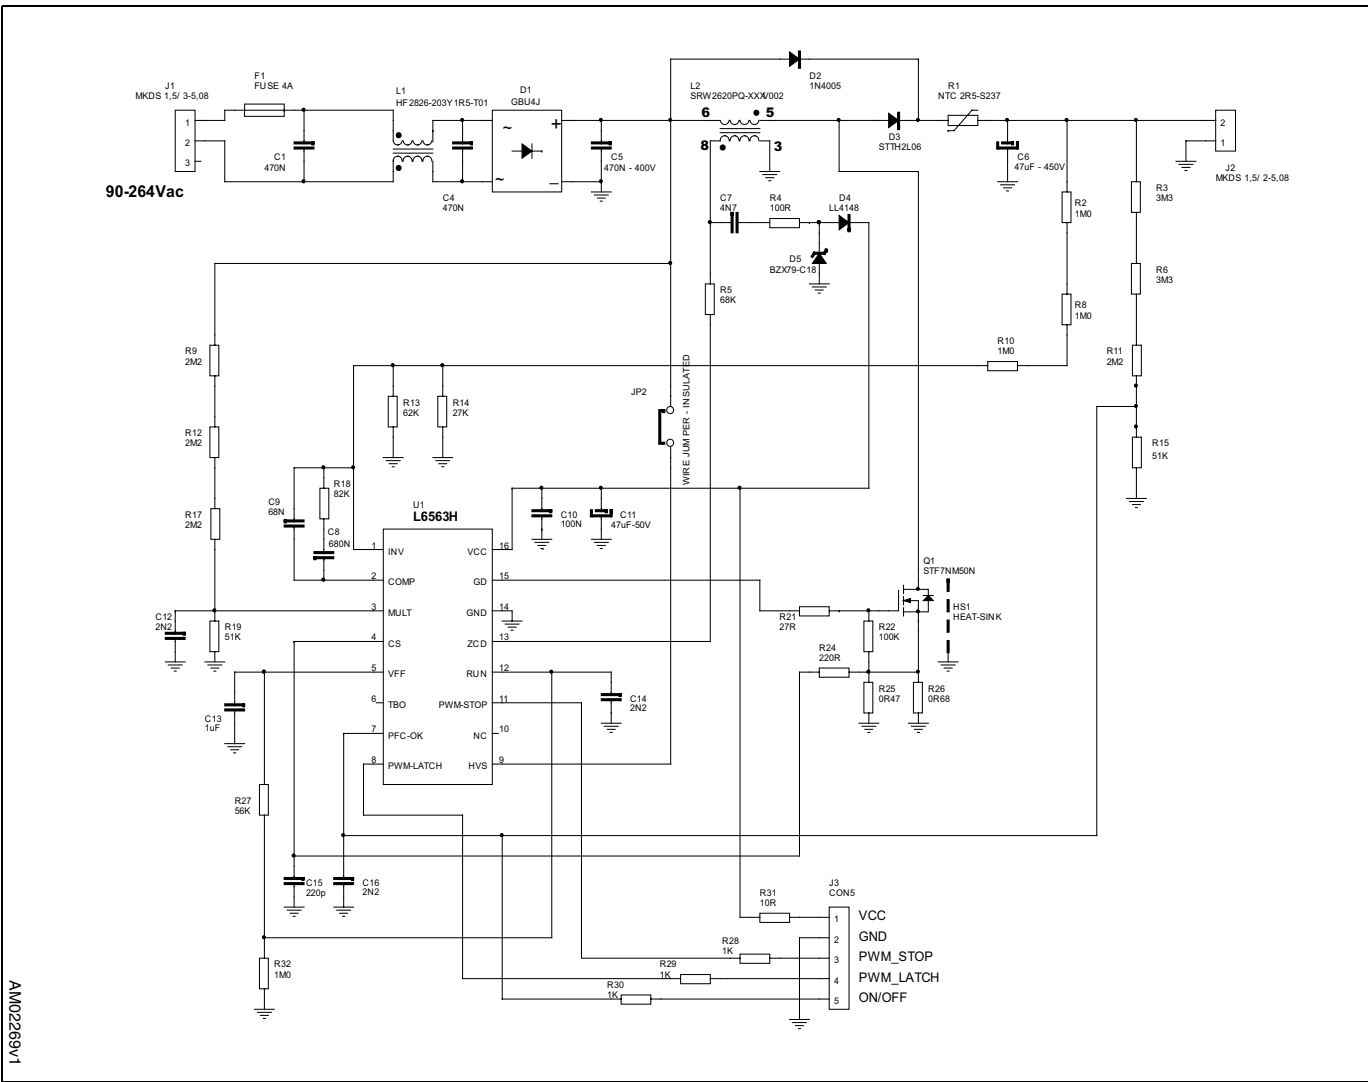 F1
FUSE 4A
J1
MKDS 1,5/ 3-5,08
1
2
3
90-264Vac
C1
470N
L1
HF2826-203Y1R5-T01
C4
470N
D1
GBU4J
~
~
+
_
C5
470N - 400V
D2
1N4005
L2
SRW2620PQ-XXXV002
6
5
8
3
D3
STTH2L06
R1
NTC 2R5-S237
C6
47uF - 450V
2
1
J2
MKDS 1,5/ 2-5,08
C7
4N7
R4
100R
D4
LL4148
D5
BZX79-C18
R5
68K
R2
1M0
R8
1M0
R10
1M0
R3
3M3
R6
3M3
R11
2M2
R15
51K
R9
2M2
R12
2M2
R17
2M2
R13
62K
R14
27K
JP2
WIRE JUMPER - INSULATED
R18
82K
C9
68N
C8
680N
C10
100N
C11
47uF-50V
U1
L6563H
1
INV
2
COMP
3
MULT
4
CS
5
VFF
6
TBO
7
PFC-OK
8
PWM-LATCH
VCC
16
GD
15
GND
14
ZCD
13
RUN
12
PWM-STOP
11
NC
10
HVS
9
C12
2N2
R19
51K
C13
1uF
C14
2N2
Q1
STF7NM50N
HS1
HEAT-SINK
R21
27R
R22
100K
R24
220R
R25
0R47
R26
0R68
R27
56K
C15
220p
C16
2N2
R32
1M0
R31
10R
R28
1K
R29
1K
R30
1K
J3
CON5
1
VCC
2
GND
3
PWM_STOP
4
PWM_LATCH
5
ON/OFF
AM02269v1